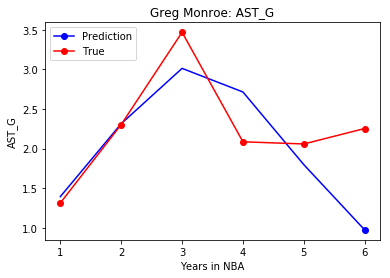 Greg Monroe: AST_G
Prediction
True
AST_G
3.5
3.0
2.5
2.0
1.5
1.0
1 2 3 4 5 6
Years in NBA